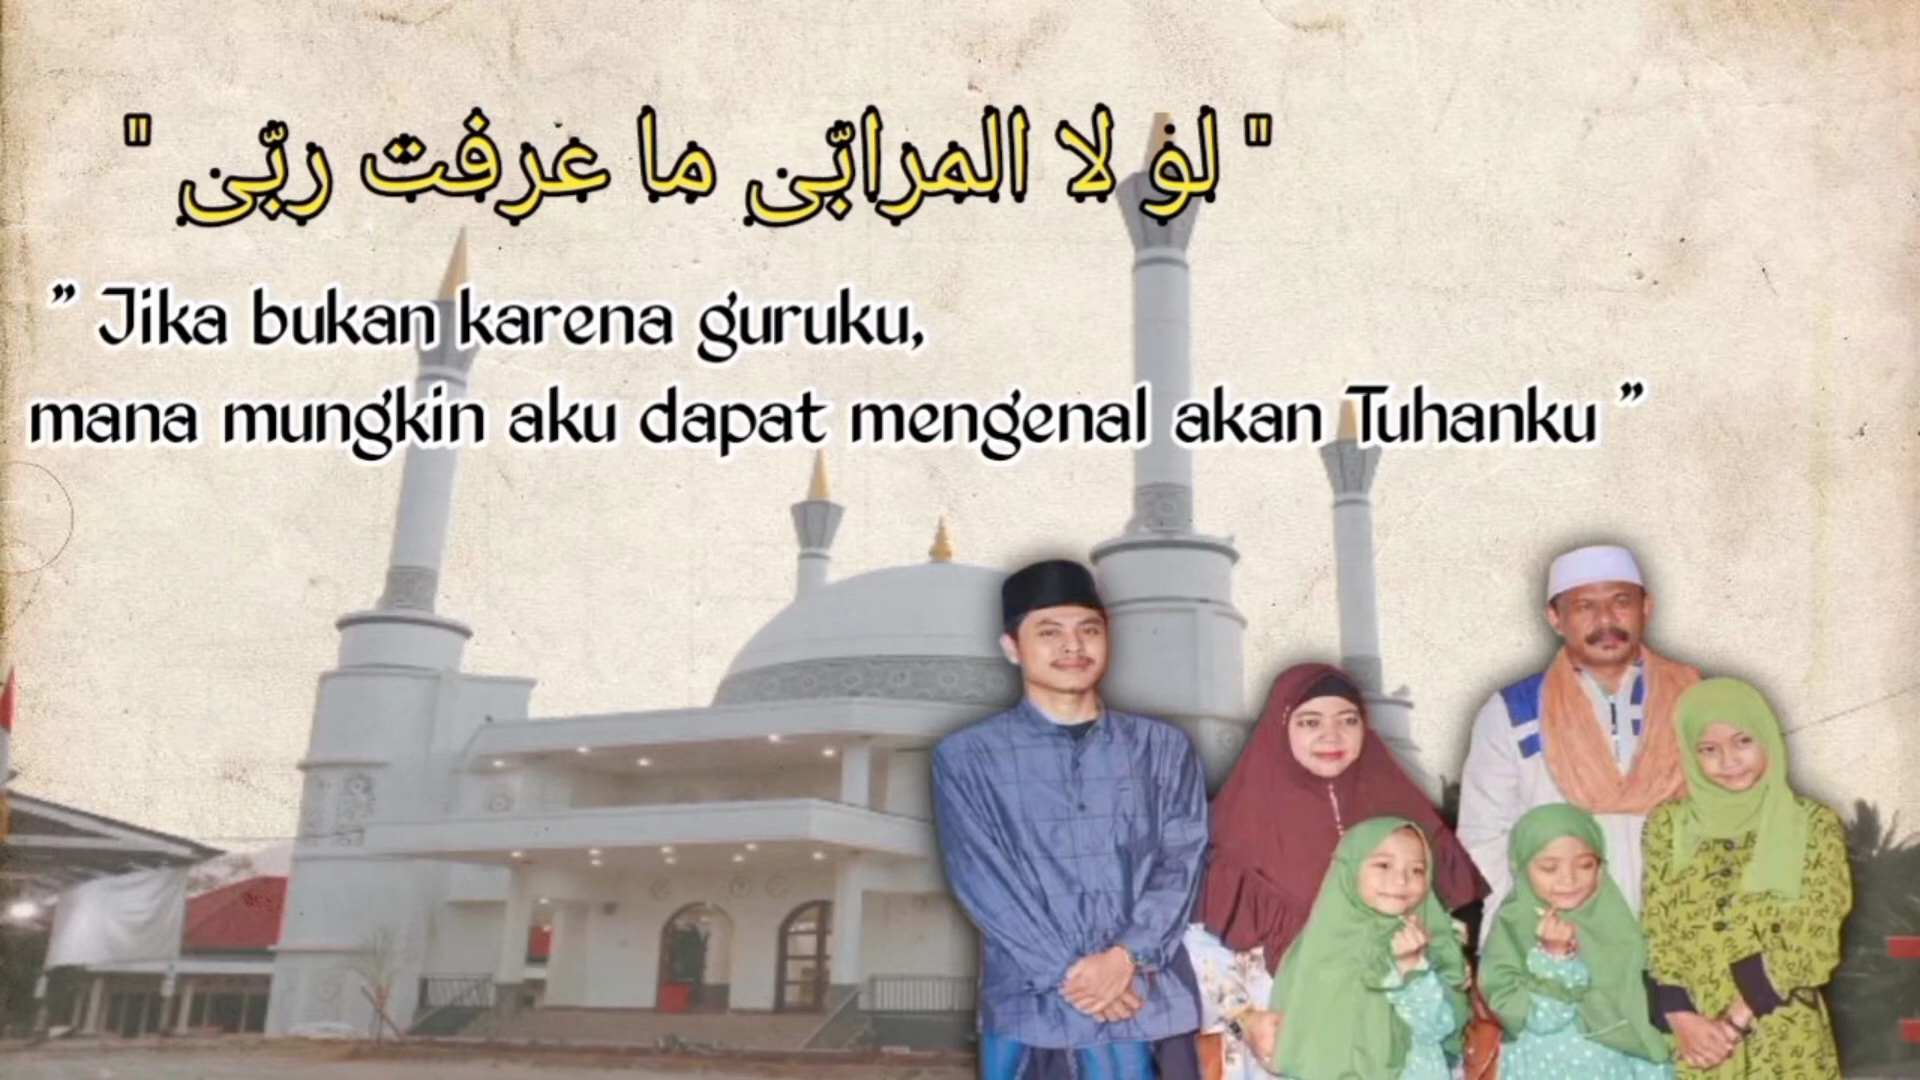 " لو لا المرابّى ما عرفت ربّى "
" Jika bukan karena guruku,
mana mungkin aku dapat mengenal akan Tuhanku "